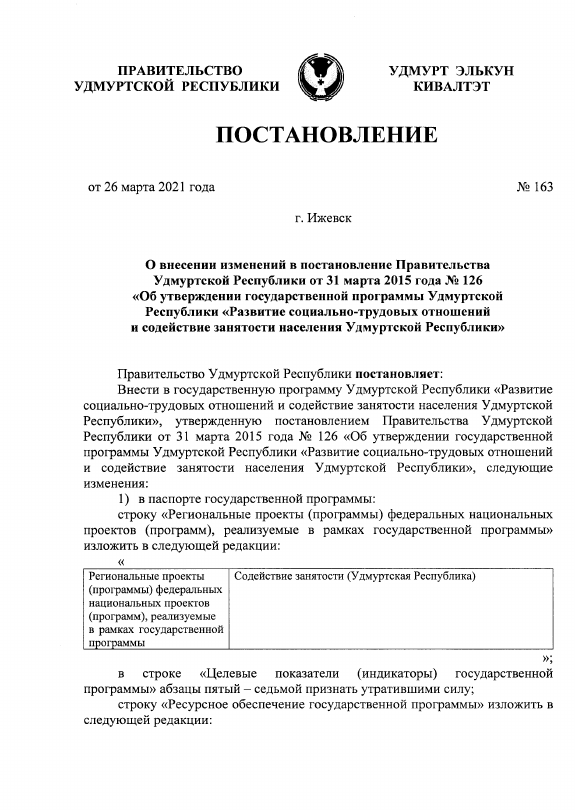 ПРАВИТЕЛЬСТВО
УДМУРТСКОЙ РЕСПУБЛИКИ
УДМУРТ ЭЛЬКУН
КИВАЛТЭТ
ПОСТАНОВЛЕНИЕ
от 26 марта 2021 года
№ 163
г. Ижевск
О внесении изменений в постановление Правительства
Удмуртской Республики от 31 марта 2015 года № 126
«Об утверждении государственной программы Удмуртской
Республики «Развитие социально-трудовых отношений
и содействие занятости населения Удмуртской Республики»
Правительство Удмуртской Республики постановляет:
Внести в государственную программу Удмуртской Республики «Развитие
социально-трудовых отношений и содействие занятости населения Удмуртской
Республики», утвержденную постановлением Правительства Удмуртской
Республики от 31 марта 2015 года № 126 «Об утверждении государственной
программы Удмуртской Республики «Развитие социально-трудовых отношений
и содействие занятости населения Удмуртской Республики», следующие
изменения:
1) в паспорте государственной программы:
строку «Региональные проекты (программы) федеральных национальных
проектов (программ), реализуемые в рамках государственной программы»
изложить в следующей редакции:
«
Региональные проекты
(программы) федеральных
национальных проектов
(программ), реализуемые
в рамках государственной
программы
Содействие занятости (Удмуртская Республика)
»;
в строке «Целевые показатели (индикаторы) государственной
программы» абзацы пятый – седьмой признать утратившими силу;
строку «Ресурсное обеспечение государственной программы» изложить в
следующей редакции: